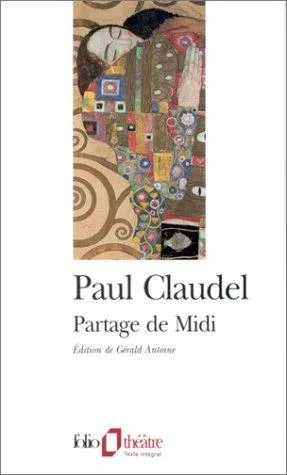 Paul Claudel
Partage de Midi
Édition de Gérald Antoine
folio théâtre
Texte intégral